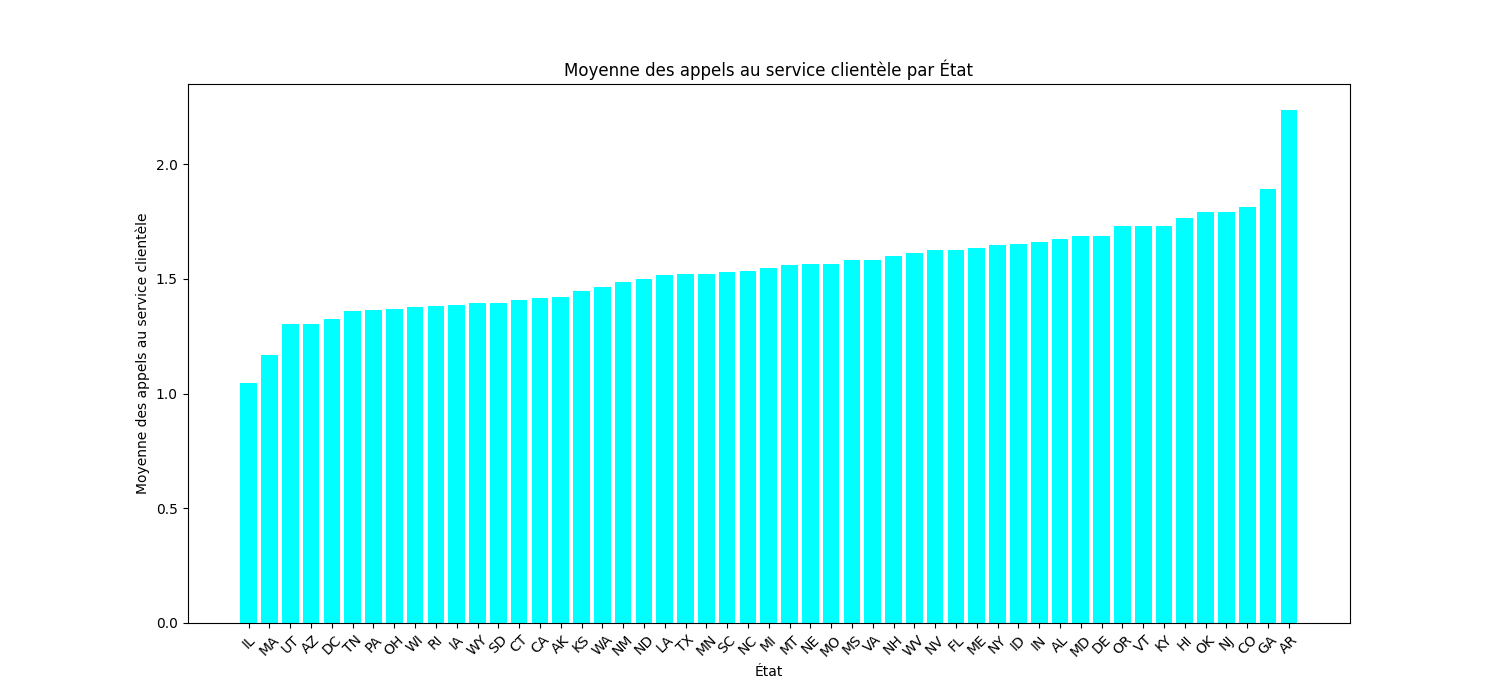 Moyenne des appels au service clientèle par État
Moyenne des appels au service clientèle
2.0
1.5
1.0
0.5
0.0
IL MA UT AZ DC TN PA OH WI RI IA WY SD CT CA AK KS WA NM ND LA TX MN SC NC MI MT NE MO MS VA NH WV NV FL ME NY ID IN AL MD DE OR VT KY HI OK NJ CO GA AR
État